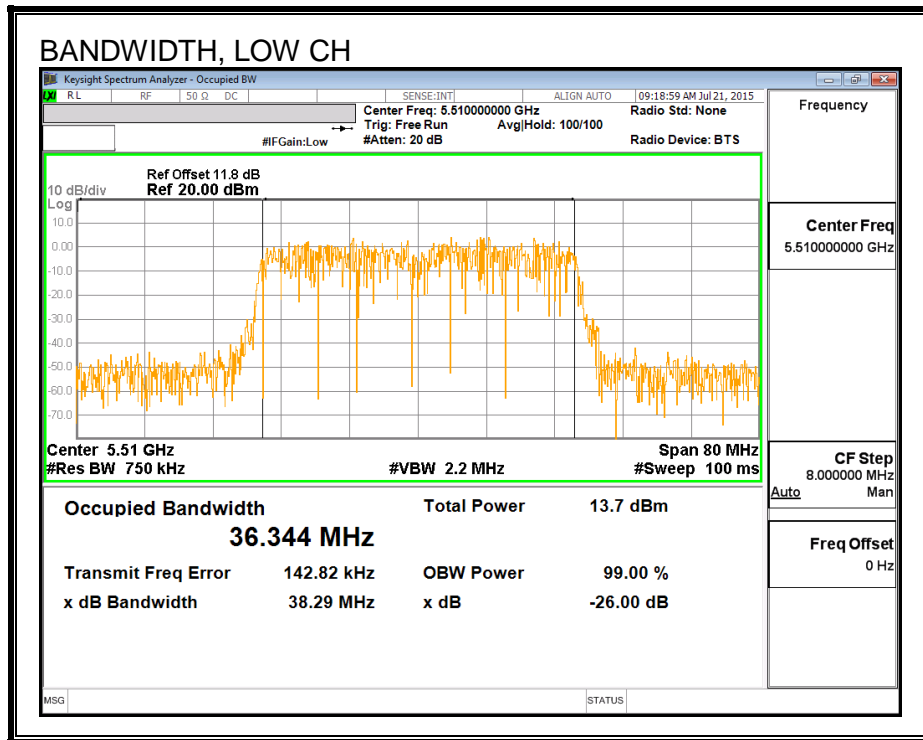 BANDWIDTH, LOW CH
Keysight Spectrum Analyzer - Occupied BW
LXI RL RF 50 Ω DC SENSE:INT ALIGN AUTO 09:18:59 AM Jul 21, 2015
Center Freq: 5.510000000 GHz Radio Std: None
Trig: Free Run Avg|Hold: 100/100
#IFGain:Low #Atten: 20 dB Radio Device: BTS
Ref Offset 11.8 dB
10 dB/div Ref 20.00 dBm
Log
10.0
0.00
-10.0
-20.0
-30.0
-40.0
-50.0
-60.0
-70.0
Center 5.51 GHz Span 80 MHz
#Res BW 750 kHz #VBW 2.2 MHz #Sweep 100 ms
Occupied Bandwidth Total Power 13.7 dBm
36.344 MHz
Transmit Freq Error 142.82 kHz OBW Power 99.00 %
x dB Bandwidth 38.29 MHz x dB -26.00 dB
MSG STATUS
Frequency
Center Freq
5.510000000 GHz
CF Step
8.000000 MHz
Auto Man
Freq Offset
0 Hz